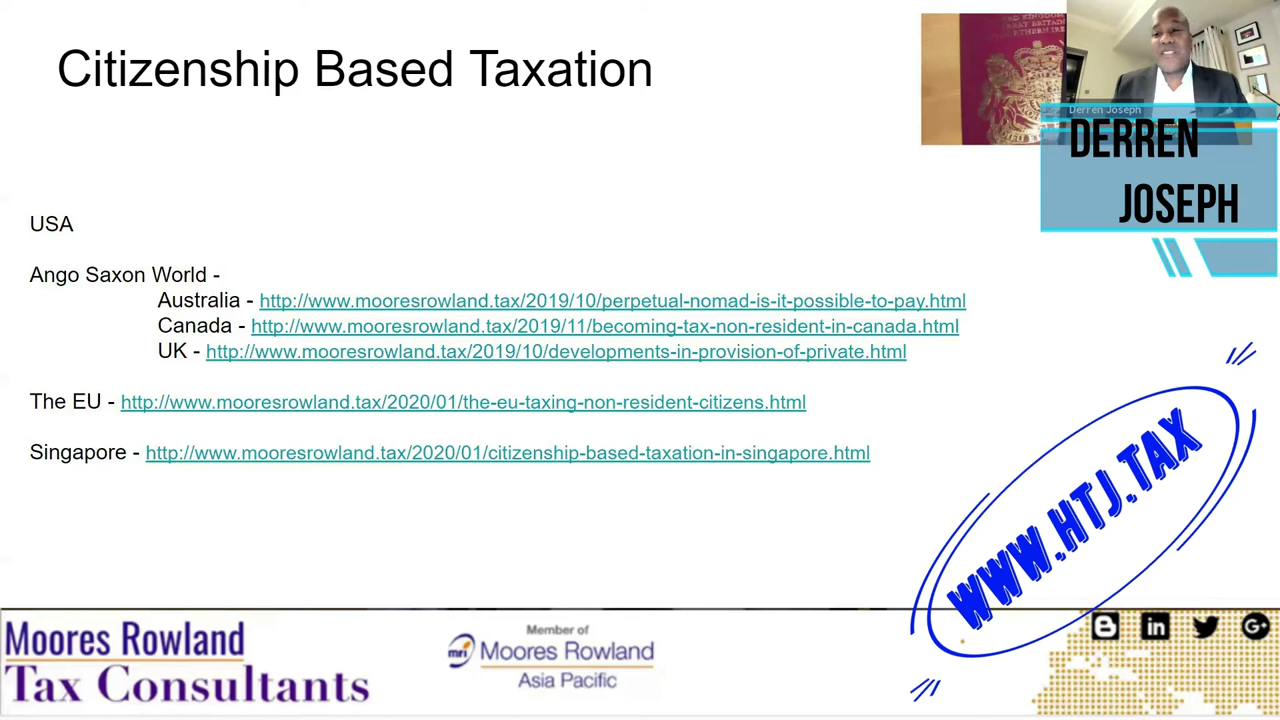 Citizenship Based Taxation
Derren Joseph
DERREN
JOSEPH
USA
Ango Saxon World -
Australia - http://www.mooresrowland.tax/2019/10/perpetual-nomad-is-it-possible-to-pay.html
Canada - http://www.mooresrowland.tax/2019/11/becoming-tax-non-resident-in-canada.html
UK - http://www.mooresrowland.tax/2019/10/developments-in-provision-of-private.html
The EU - http://www.mooresrowland.tax/2020/01/the-eu-taxing-non-resident-citizens.html
Singapore - http://www.mooresrowland.tax/2020/01/citizenship-based-taxation-in-singapore.html
WWW.HTJ.TAX
Moores Rowland
Tax Consultants
Member of
mri Moores Rowland
Asia Pacific